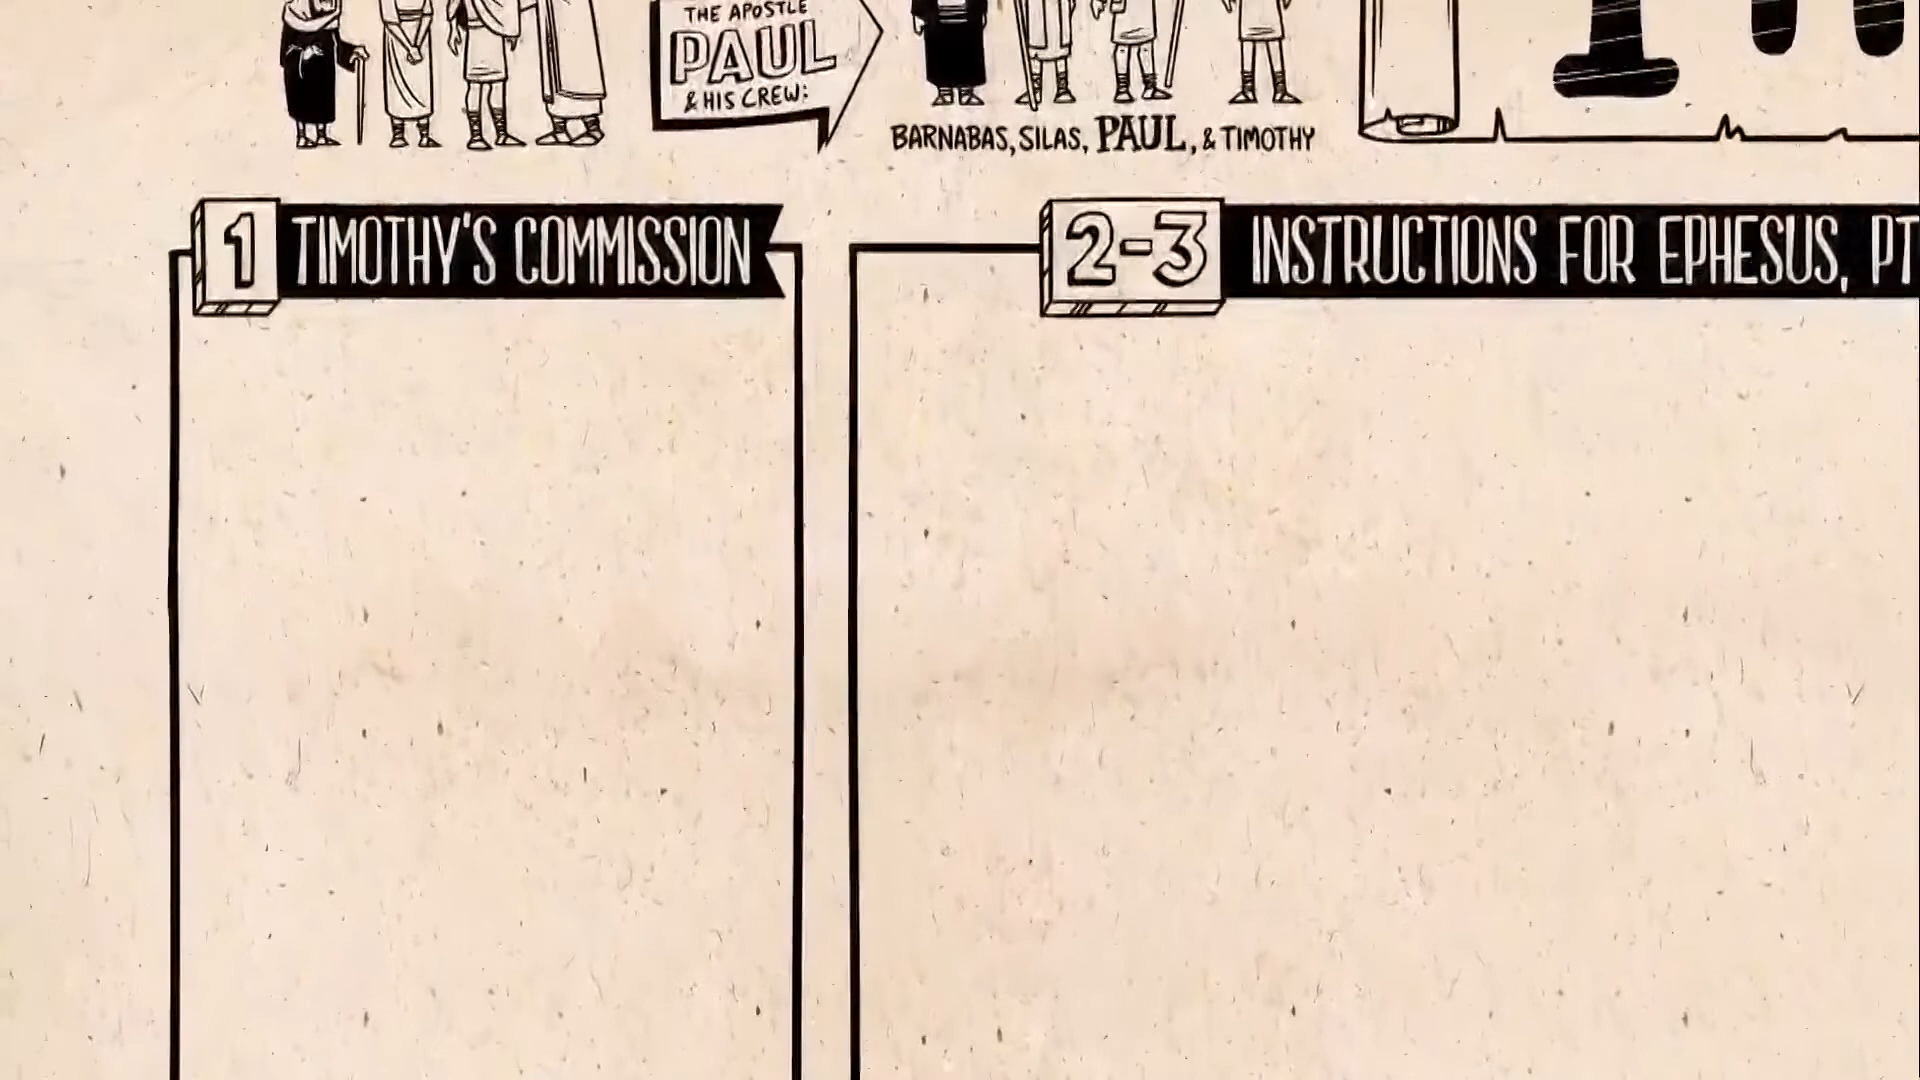 THE APOSTLE
PAUL
& HIS CREW:
BARNABAS, SILAS, PAUL, & TIMOTHY
1 TIMOTHY'S COMMISSION
2-3 INSTRUCTIONS FOR EPHESUS, PT